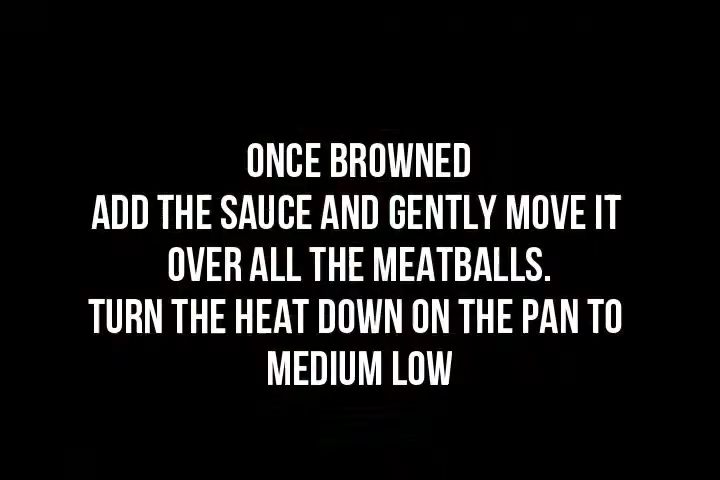 ONCE BROWNED
ADD THE SAUCE AND GENTLY MOVE IT
OVER ALL THE MEATBALLS.
TURN THE HEAT DOWN ON THE PAN TO
MEDIUM LOW